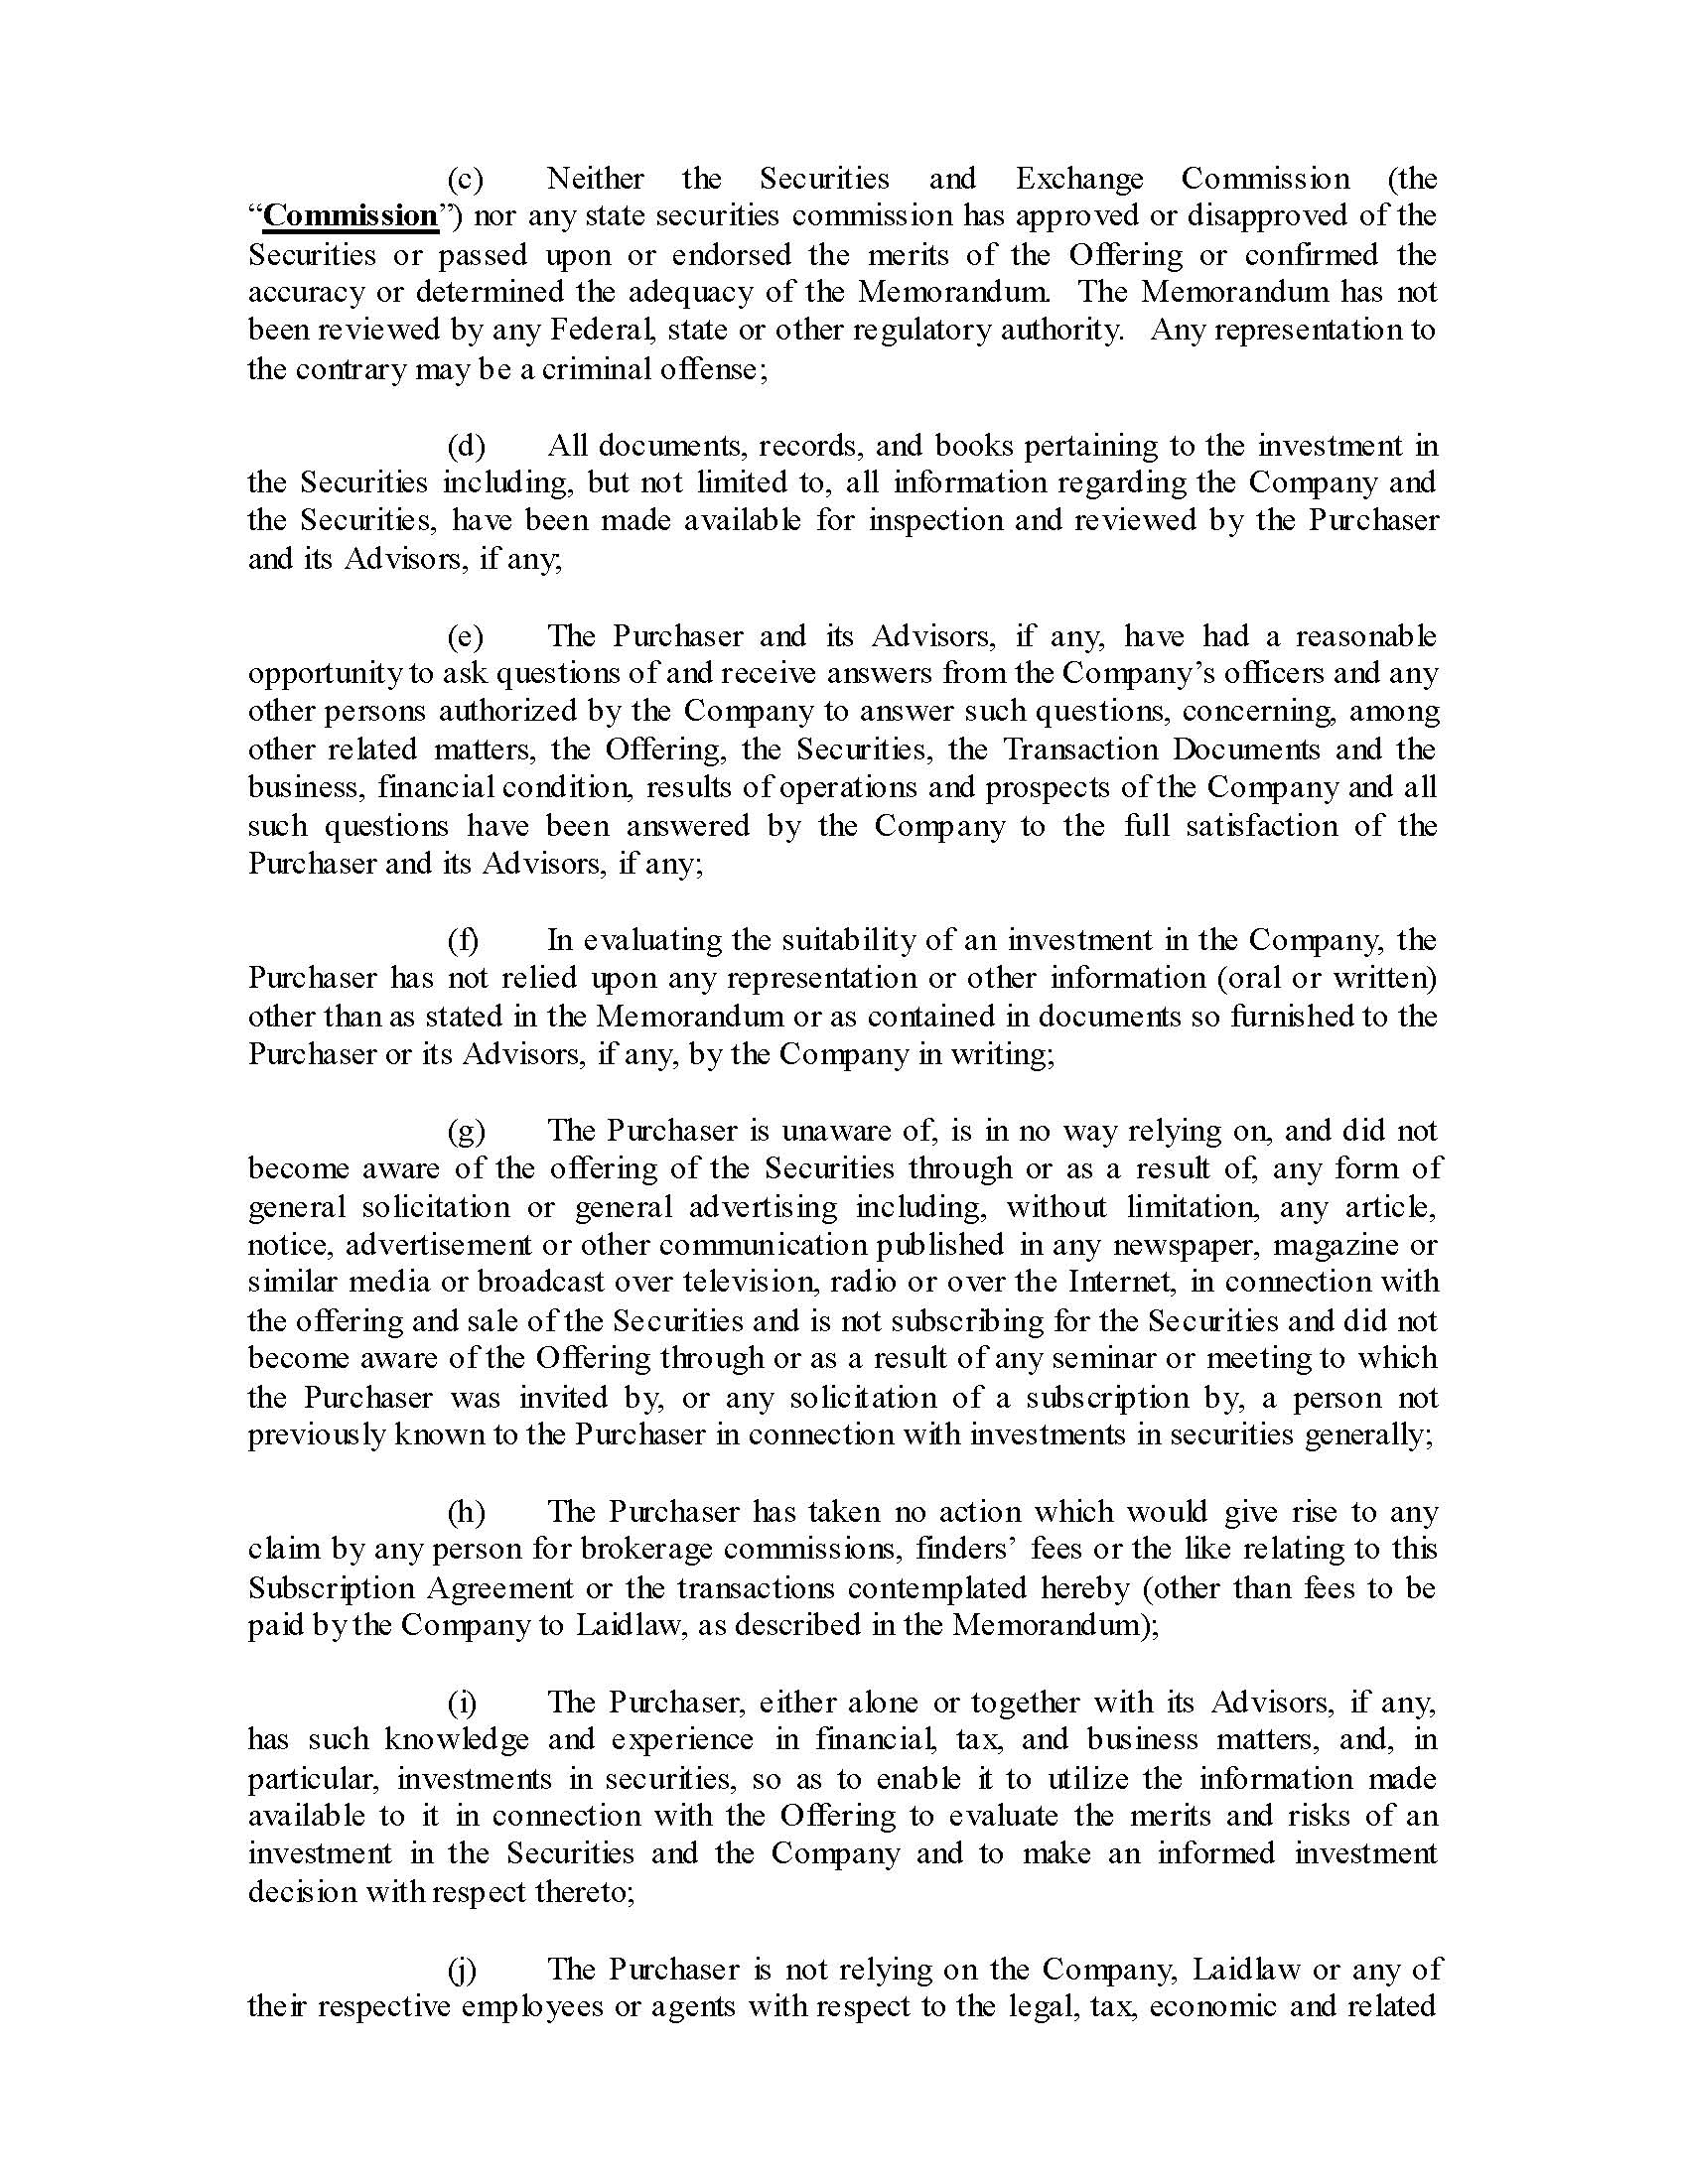 (c) Neither the Securities and Exchange Commission (the
“Commission”) nor any state securities commission has approved or disapproved of the
Securities or passed upon or endorsed the merits of the Offering or confirmed the
accuracy or determined the adequacy of the Memorandum. The Memorandum has not
been reviewed by any Federal, state or other regulatory authority. Any representation to
the contrary may be a criminal offense;
(d) All documents, records, and books pertaining to the investment in
the Securities including, but not limited to, all information regarding the Company and
the Securities, have been made available for inspection and reviewed by the Purchaser
and its Advisors, if any;
(e) The Purchaser and its Advisors, if any, have had a reasonable
opportunity to ask questions of and receive answers from the Company’s officers and any
other persons authorized by the Company to answer such questions, concerning, among
other related matters, the Offering, the Securities, the Transaction Documents and the
business, financial condition, results of operations and prospects of the Company and all
such questions have been answered by the Company to the full satisfaction of the
Purchaser and its Advisors, if any;
(f) In evaluating the suitability of an investment in the Company, the
Purchaser has not relied upon any representation or other information (oral or written)
other than as stated in the Memorandum or as contained in documents so furnished to the
Purchaser or its Advisors, if any, by the Company in writing;
(g) The Purchaser is unaware of, is in no way relying on, and did not
become aware of the offering of the Securities through or as a result of, any form of
general solicitation or general advertising including, without limitation, any article,
notice, advertisement or other communication published in any newspaper, magazine or
similar media or broadcast over television, radio or over the Internet, in connection with
the offering and sale of the Securities and is not subscribing for the Securities and did not
become aware of the Offering through or as a result of any seminar or meeting to which
the Purchaser was invited by, or any solicitation of a subscription by, a person not
previously known to the Purchaser in connection with investments in securities generally;
(h) The Purchaser has taken no action which would give rise to any
claim by any person for brokerage commissions, finders’ fees or the like relating to this
Subscription Agreement or the transactions contemplated hereby (other than fees to be
paid by the Company to Laidlaw, as described in the Memorandum);
(i) The Purchaser, either alone or together with its Advisors, if any,
has such knowledge and experience in financial, tax, and business matters, and, in
particular, investments in securities, so as to enable it to utilize the information made
available to it in connection with the Offering to evaluate the merits and risks of an
investment in the Securities and the Company and to make an informed investment
decision with respect thereto;
(j) The Purchaser is not relying on the Company, Laidlaw or any of
their respective employees or agents with respect to the legal, tax, economic and related